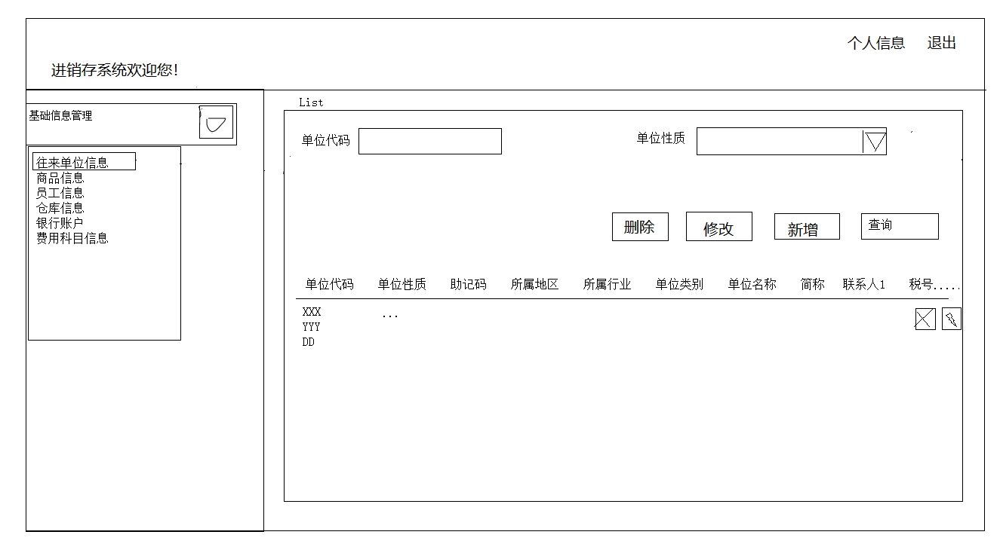 个人信息 退出
进销存系统欢迎您!
基础信息管理
往来单位信息
商品信息
员工信息
仓库信息
银行账户
费用科目信息
List
单位代码 单位性质
删除 修改 新增 查询
单位代码 单位性质 助记码 所属地区 所属行业 单位类别 单位名称 简称 联系人1 税号.....
XXX ...
YYY
DD